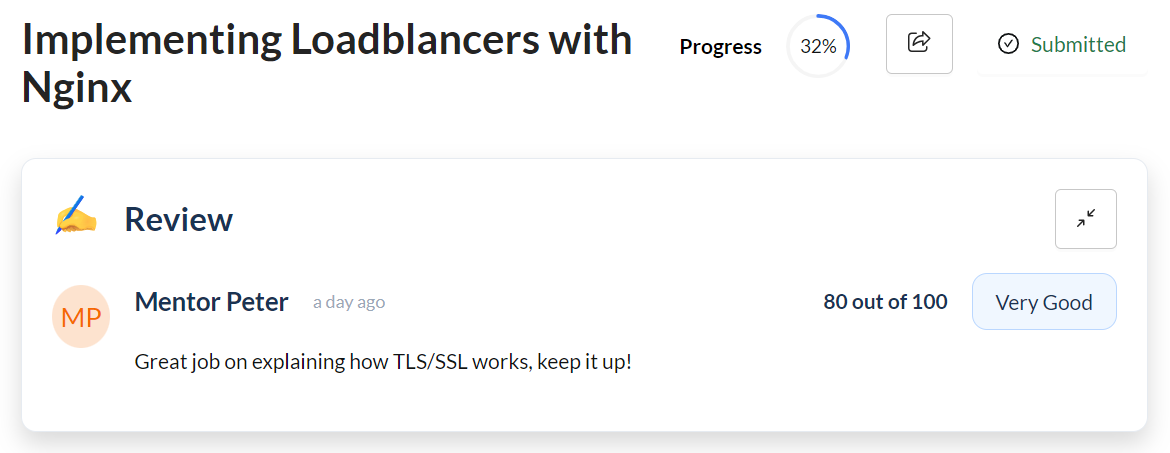 Implementing Loadblancers with
Nginx
Progress
32%
Submitted
Review
MP
Mentor Peter
a day ago
80 out of 100
Very Good
Great job on explaining how TLS/SSL works, keep it up!